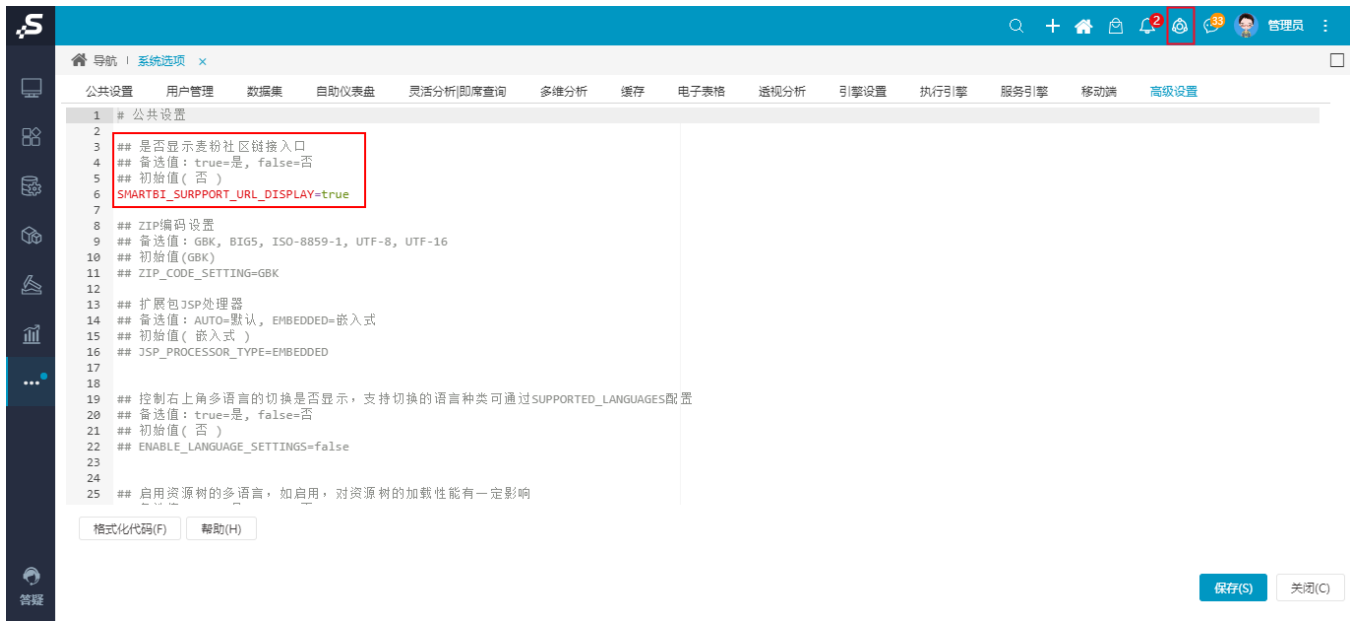 S
2
33
管理员
导航 | 系统选项 ×
公共设置 用户管理 数据集 自助仪表盘 灵活分析|即席查询 多维分析 缓存 电子表格 透视分析 引擎设置 执行引擎 服务引擎 移动端 高级设置
1 # 公共设置
2
3 ## 是否显示麦粉社区链接入口
4 ## 备选值：true=是, false=否
5 ## 初始值( 否 )
6 SMARTBI_SURPPORT_URL_DISPLAY=true
7
8 ## ZIP编码设置
9 ## 备选值：GBK, BIG5, ISO-8859-1, UTF-8, UTF-16
10 ## 初始值(GBK)
11 ## ZIP_CODE_SETTING=GBK
12
13 ## 扩展包JSP处理器
14 ## 备选值：AUTO=默认, EMBEDDED=嵌入式
15 ## 初始值( 嵌入式 )
16 ## JSP_PROCESSOR_TYPE=EMBEDDED
17
18
19 ## 控制右上角多语言的切换是否显示，支持切换的语言种类可通过SUPPORTED_LANGUAGES配置
20 ## 备选值：true=是, false=否
21 ## 初始值( 否 )
22 ## ENABLE_LANGUAGE_SETTINGS=false
23
24
25 ## 启用资源树的多语言，如启用，对资源树的加载性能有一定影响
格式化代码(F) 帮助(H)
答疑
保存(S) 关闭(C)